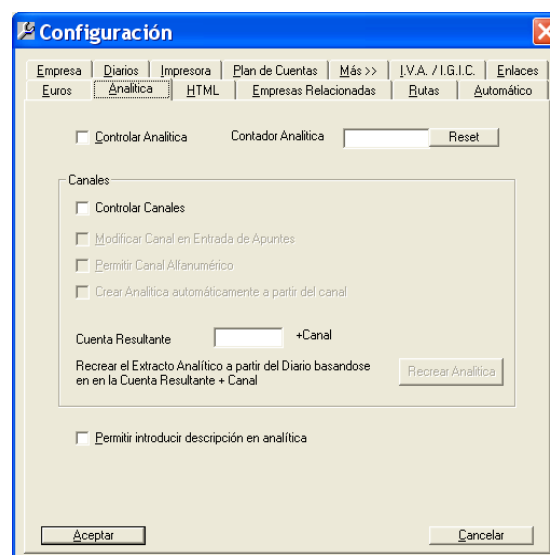 Configuración
Empresa Diarios Impresora Plan de Cuentas Más >> I.V.A. / I.G.I.C. Enlaces
Euros Analítica HTML Empresas Relacionadas Rutas Automático
Controlar Analítica Contador Analitica Reset
Canales
Controlar Canales
Modificar Canal en Entrada de Apuntes
Permitir Canal Alfanumérico
Crear Analitica automáticamente a partir del canal
Cuenta Resultante +Canal
Recrear el Extracto Analítico a partir del Diario basandose
en en la Cuenta Resultante + Canal
Recrear Analitica
Permitir introducir descripción en analítica
Aceptar Cancelar